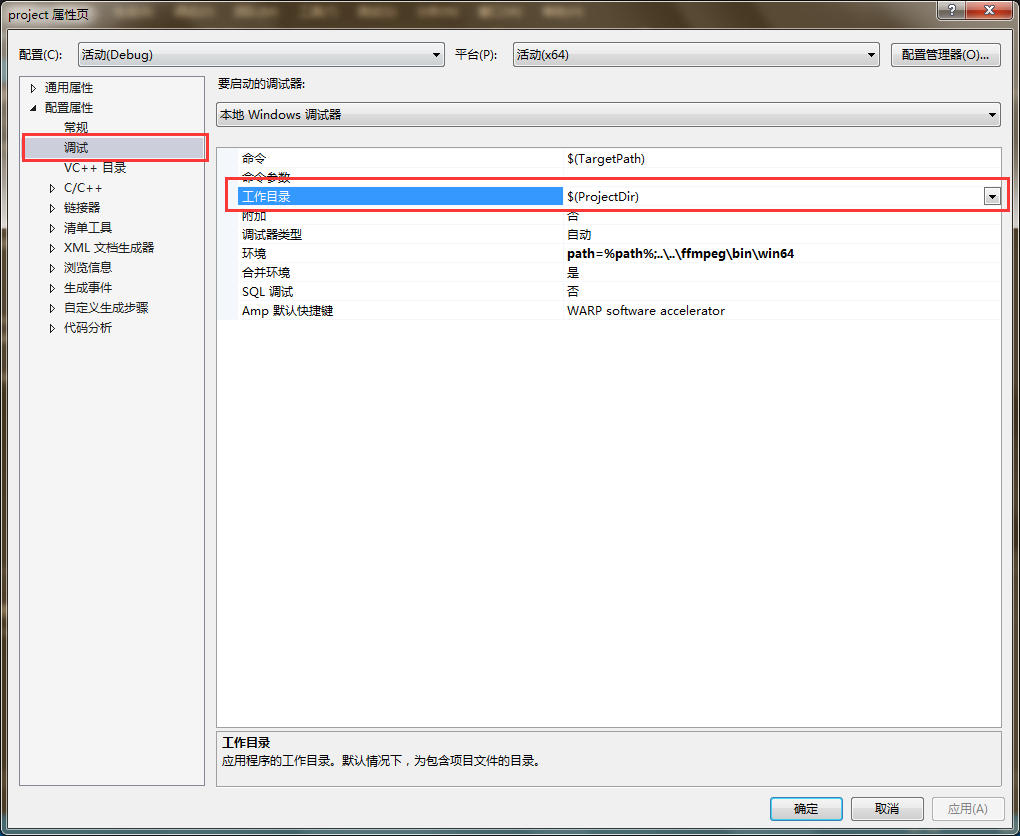 project 属性页
配置(C): 活动(Debug) 平台(P): 活动(x64) 配置管理器(O)...
通用属性
配置属性
常规
调试
VC++ 目录
C/C++
链接器
清单工具
XML 文档生成器
浏览信息
生成事件
自定义生成步骤
代码分析
要启动的调试器:
本地 Windows 调试器
命令 $(TargetPath)
命令参数
工作目录 $(ProjectDir)
附加 否
调试器类型 自动
环境 path=%path%;..\..\ffmpeg\bin\win64
合并环境 是
SQL 调试 否
Amp 默认快捷键 WARP software accelerator
工作目录
应用程序的工作目录。默认情况下，为包含项目文件的目录。
确定 取消 应用(A)